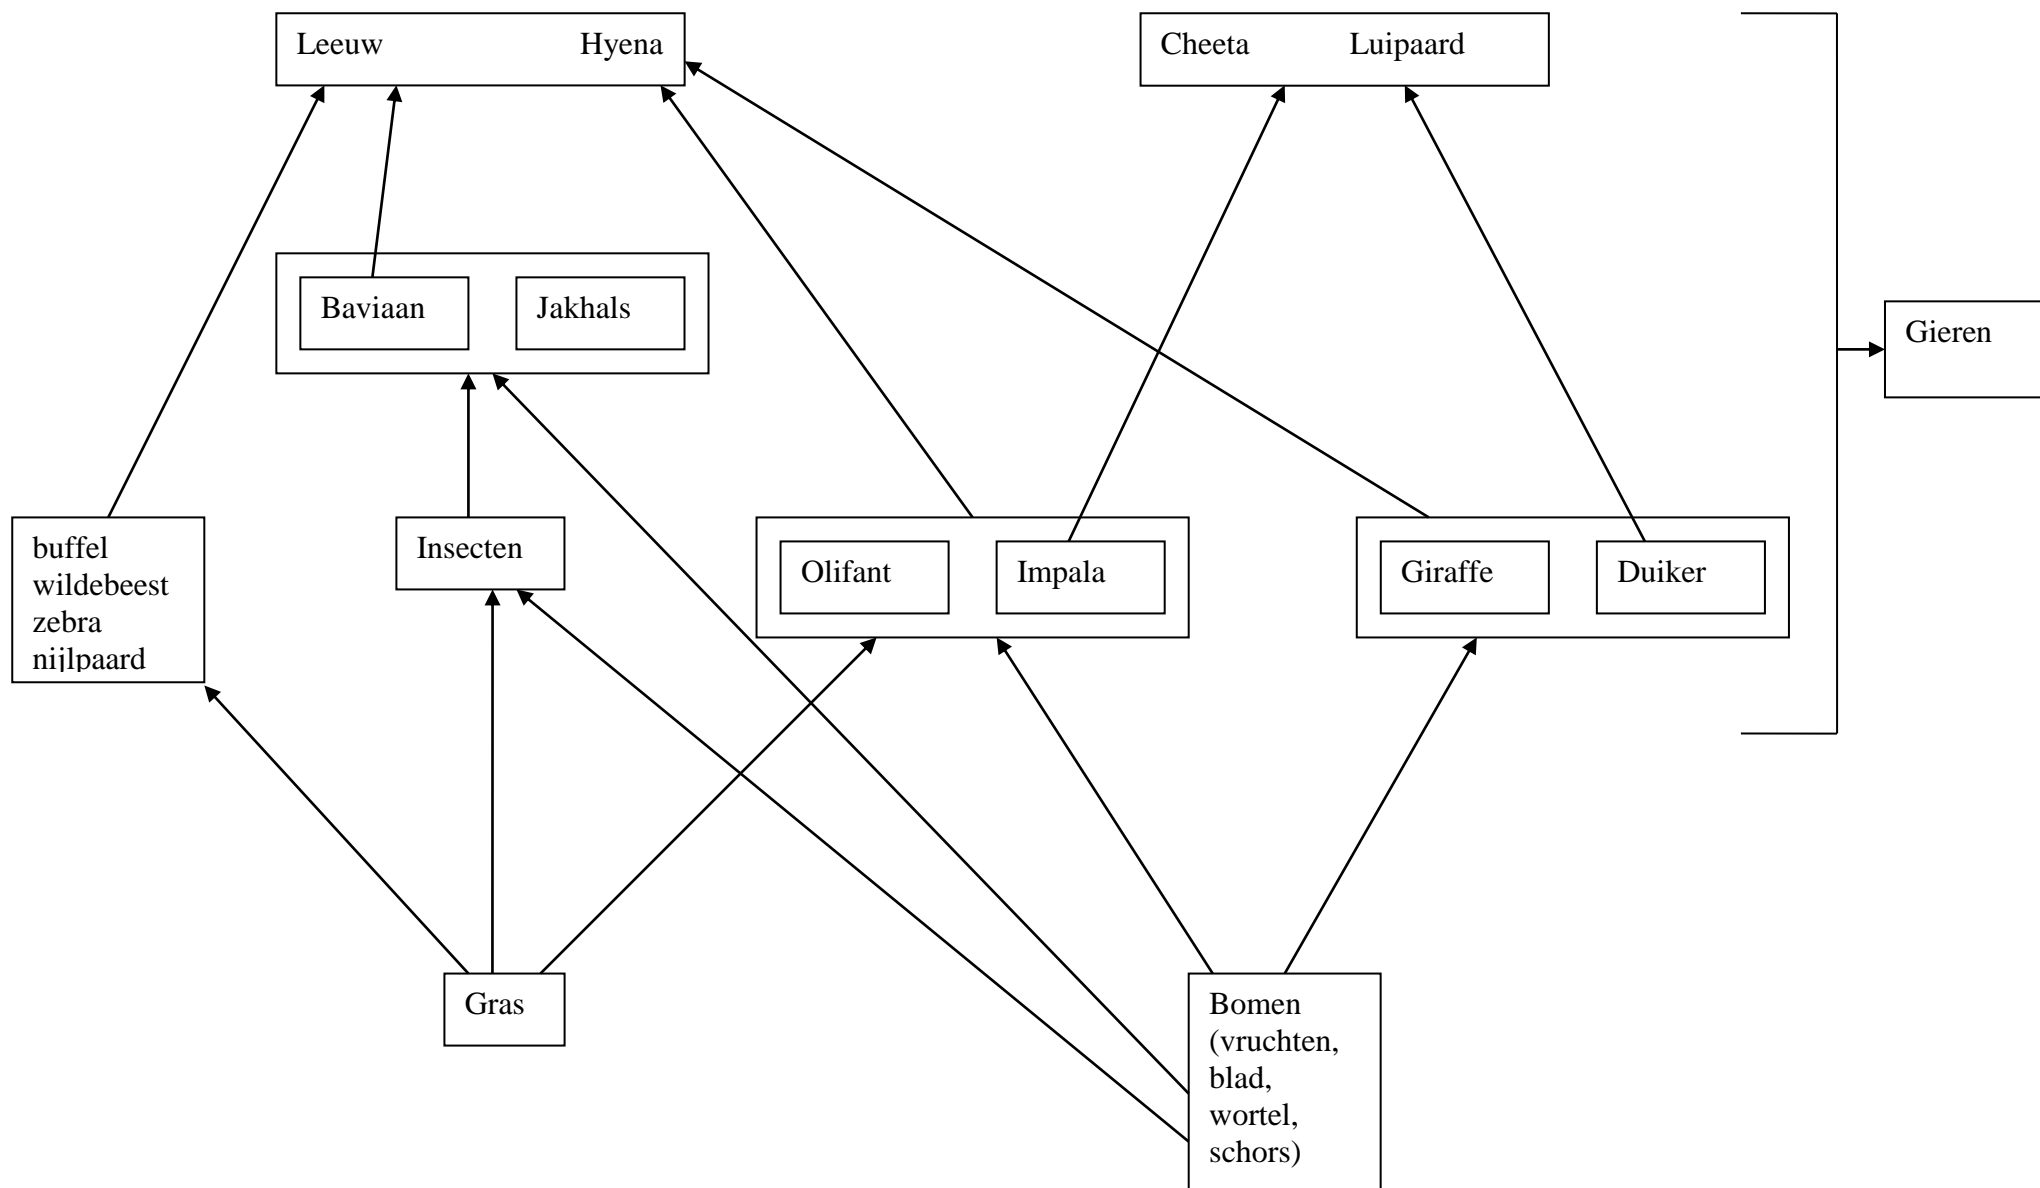 Leeuw Hyena
Cheeta Luipaard
Baviaan
Jakhals
Gieren
buffel
wildebeest
zebra
nijlpaard
Insecten
Olifant
Impala
Giraffe
Duiker
Gras
Bomen
(vruchten,
blad,
wortel,
schors)